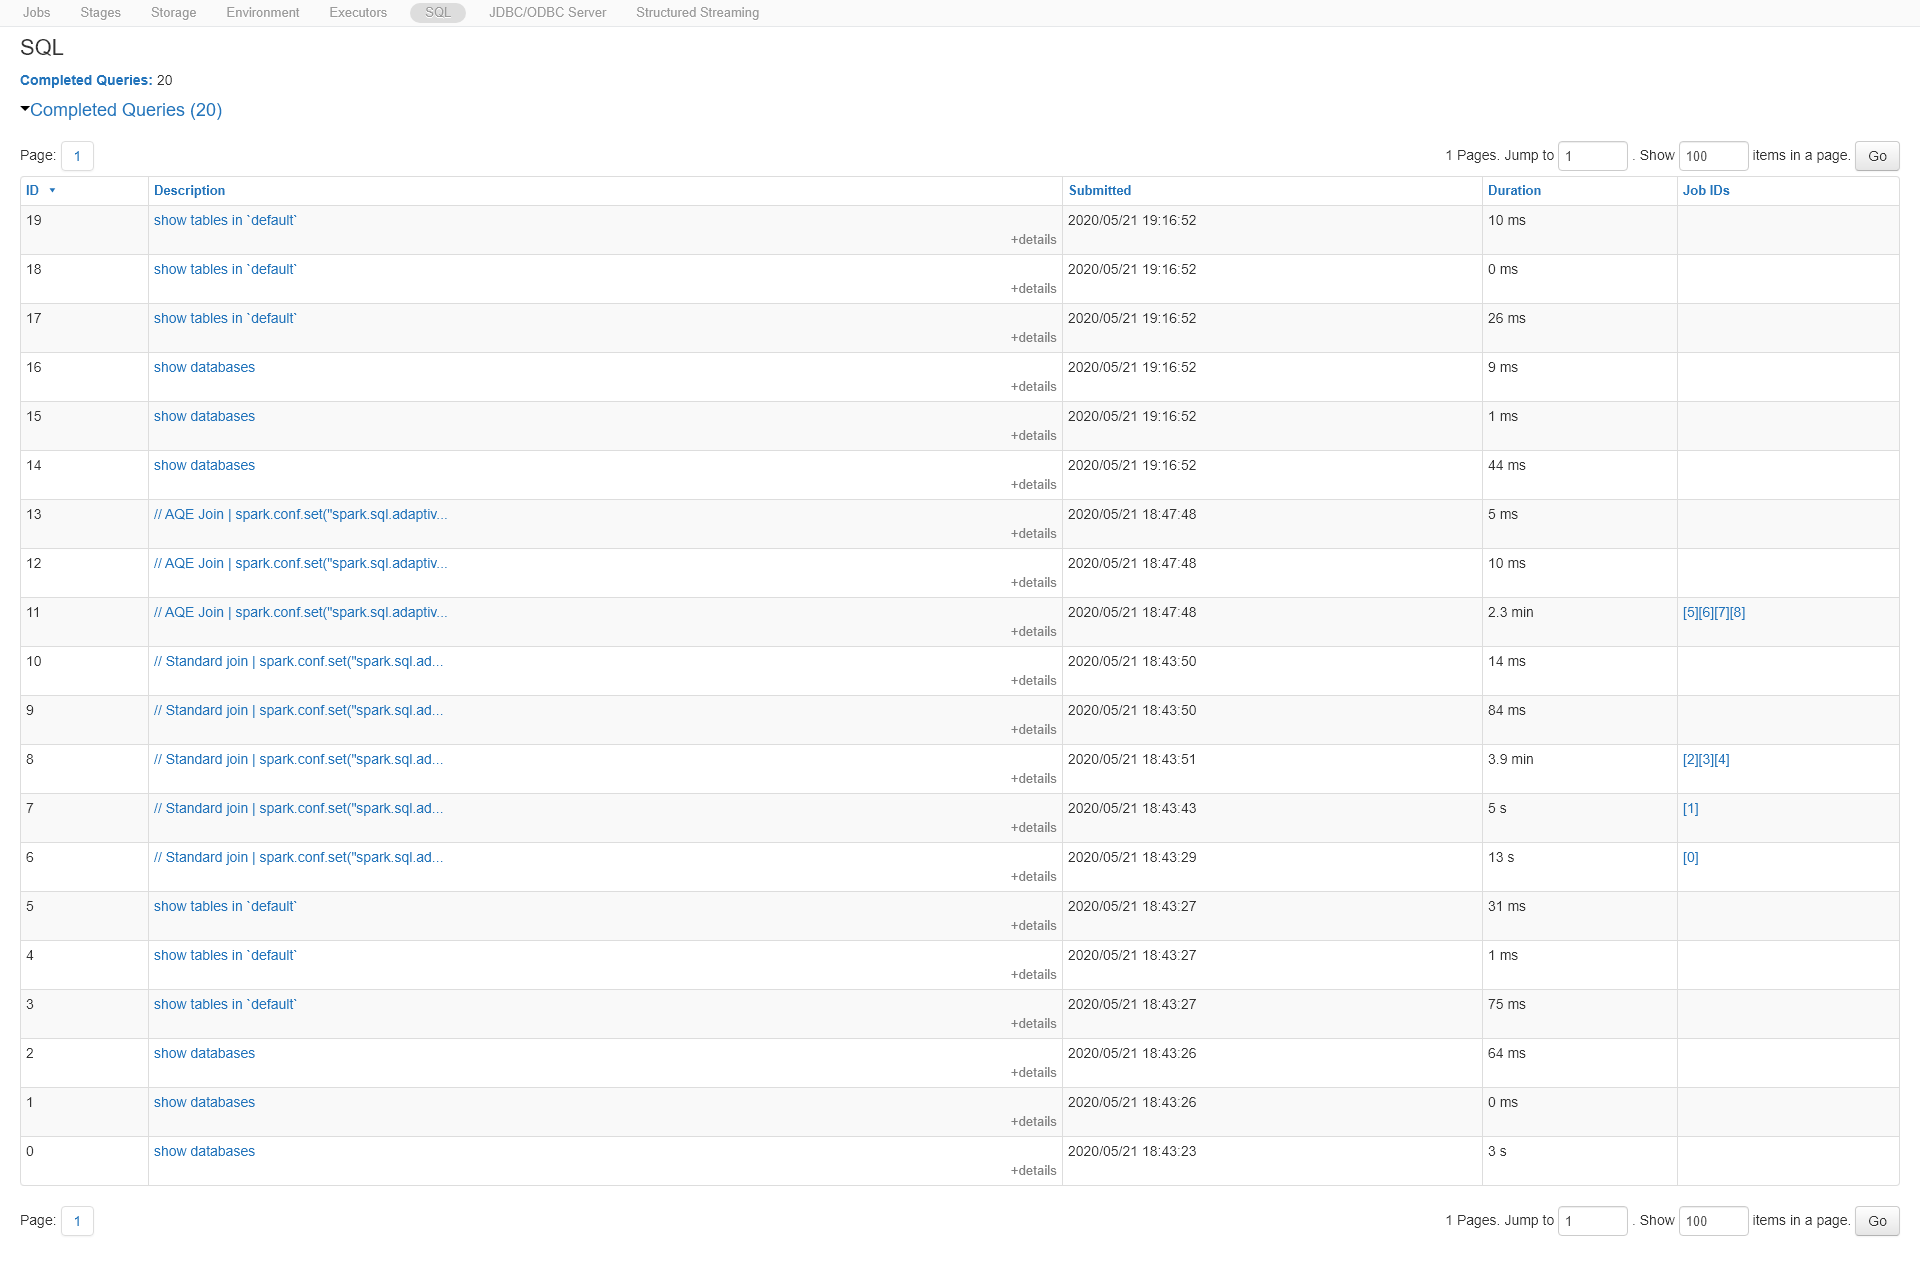 Jobs Stages Storage Environment Executors SQL JDBC/ODBC Server Structured Streaming
SQL
Completed Queries: 20
Completed Queries (20)
Page: 1 1 Pages. Jump to 1 . Show 100 items in a page. Go
ID Description Submitted Duration Job IDs
19 show tables in `default` 2020/05/21 19:16:52 10 ms
+details
18 show tables in `default` 2020/05/21 19:16:52 0 ms
+details
17 show tables in `default` 2020/05/21 19:16:52 26 ms
+details
16 show databases 2020/05/21 19:16:52 9 ms
+details
15 show databases 2020/05/21 19:16:52 1 ms
+details
14 show databases 2020/05/21 19:16:52 44 ms
+details
13 // AQE Join | spark.conf.set("spark.sql.adaptiv... 2020/05/21 18:47:48 5 ms
+details
12 // AQE Join | spark.conf.set("spark.sql.adaptiv... 2020/05/21 18:47:48 10 ms
+details
11 // AQE Join | spark.conf.set("spark.sql.adaptiv... 2020/05/21 18:47:48 2.3 min [5][6][7][8]
+details
10 // Standard join | spark.conf.set("spark.sql.ad... 2020/05/21 18:43:50 14 ms
+details
9 // Standard join | spark.conf.set("spark.sql.ad... 2020/05/21 18:43:50 84 ms
+details
8 // Standard join | spark.conf.set("spark.sql.ad... 2020/05/21 18:43:51 3.9 min [2][3][4]
+details
7 // Standard join | spark.conf.set("spark.sql.ad... 2020/05/21 18:43:43 5 s [1]
+details
6 // Standard join | spark.conf.set("spark.sql.ad... 2020/05/21 18:43:29 13 s [0]
+details
5 show tables in `default` 2020/05/21 18:43:27 31 ms
+details
4 show tables in `default` 2020/05/21 18:43:27 1 ms
+details
3 show tables in `default` 2020/05/21 18:43:27 75 ms
+details
2 show databases 2020/05/21 18:43:26 64 ms
+details
1 show databases 2020/05/21 18:43:26 0 ms
+details
0 show databases 2020/05/21 18:43:23 3 s
+details
Page: 1 1 Pages. Jump to 1 . Show 100 items in a page. Go